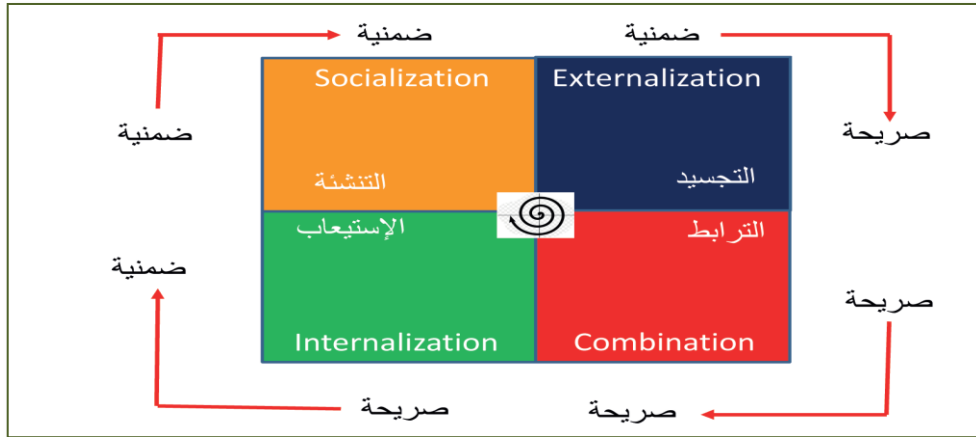 ضمنية
ضمنية
Socialization
Externalization
ضمنية
صريحة
التنشئة
التجسيد
الإستيعاب
الترابط
ضمنية
صريحة
Internalization
Combination
صريحة
صريحة